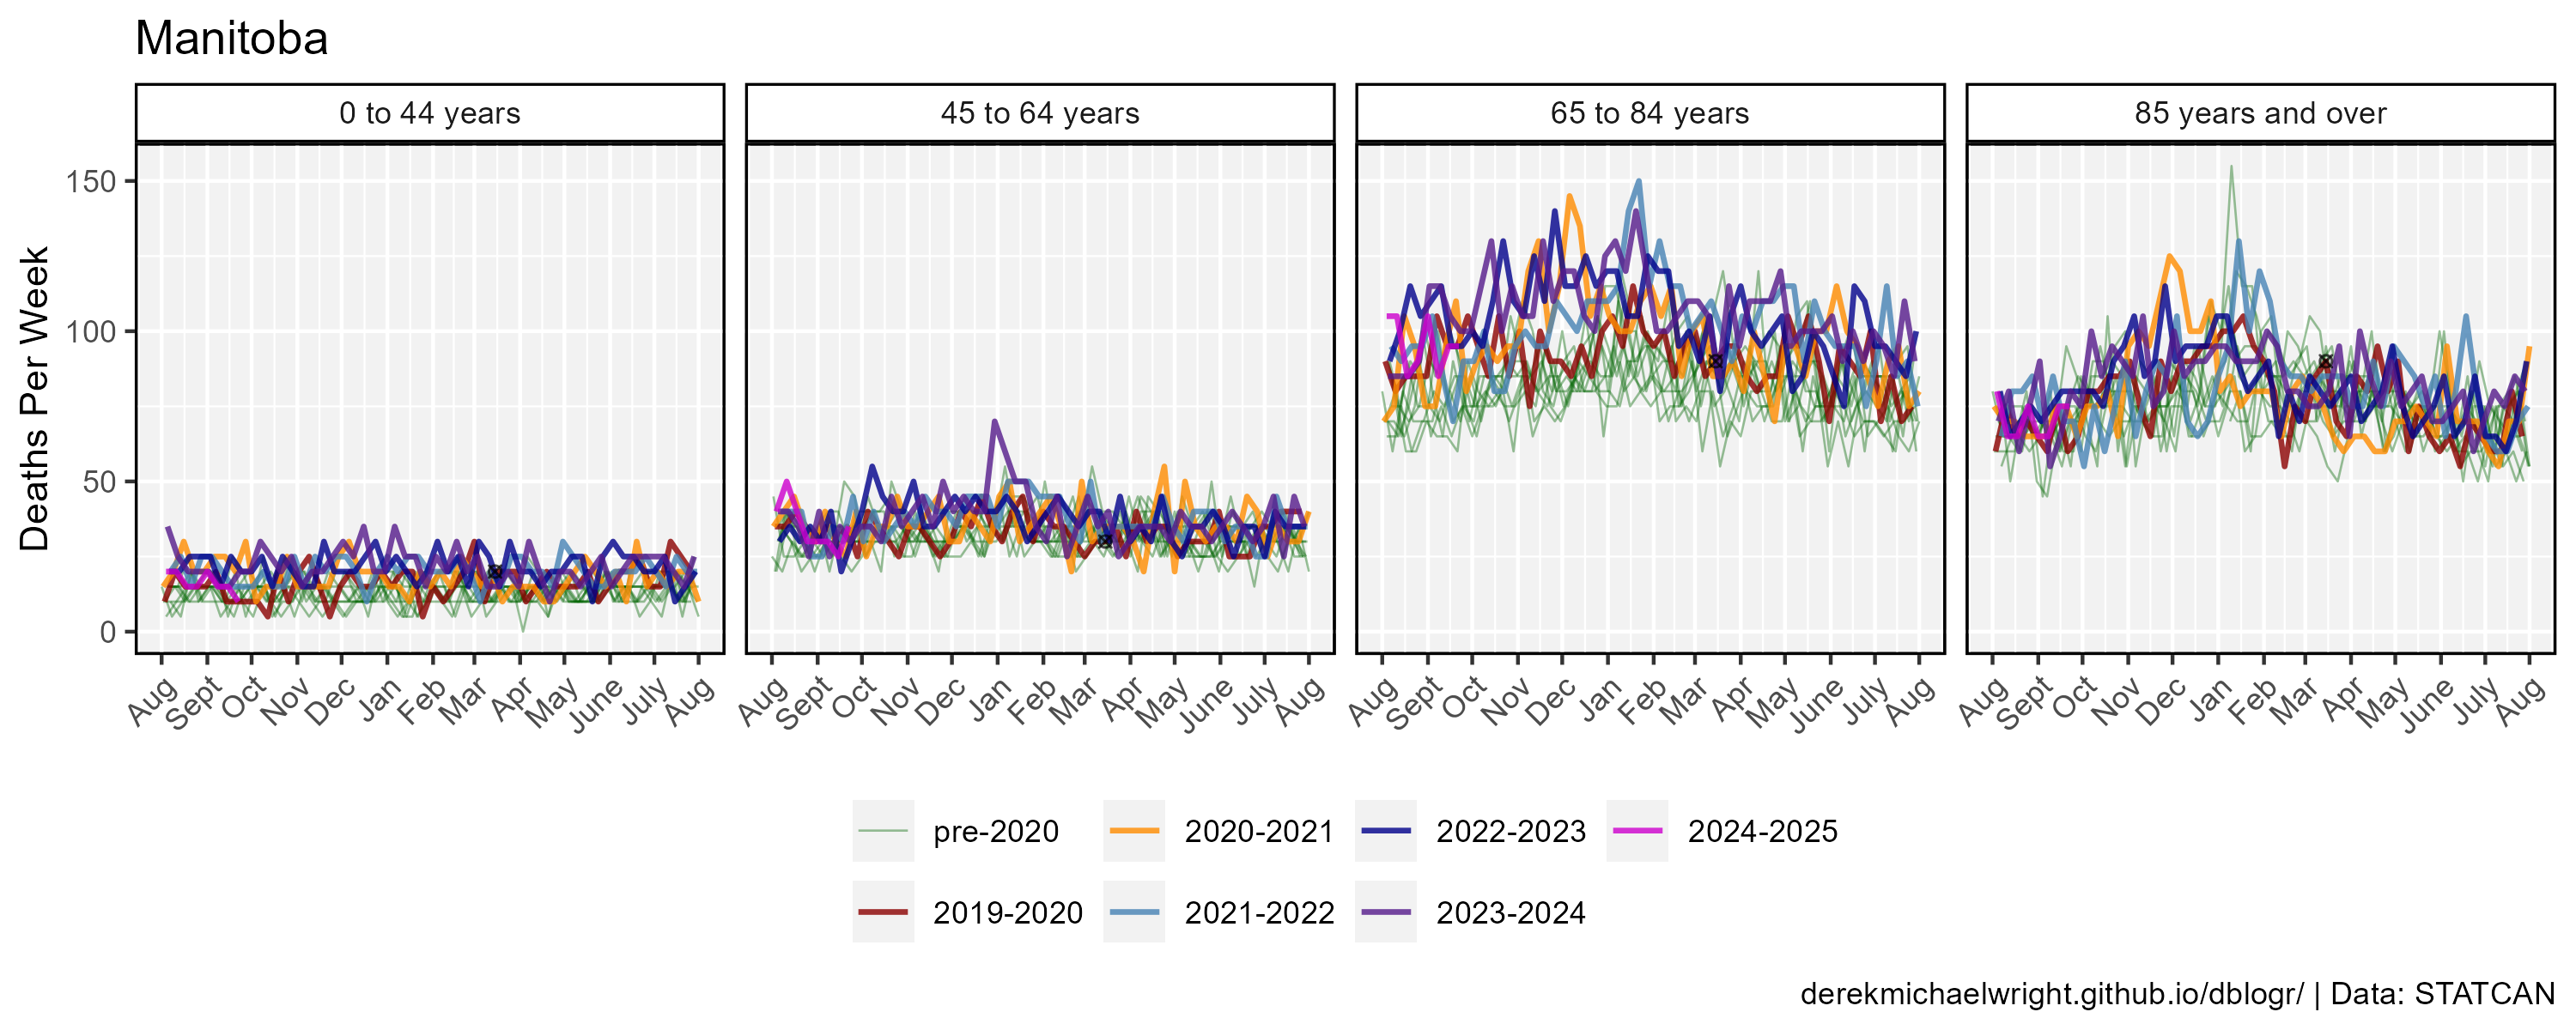 Manitoba
0 to 44 years 45 to 64 years 65 to 84 years 85 years and over
Deaths Per Week
150
100
50
0
Aug Sept Oct Nov Dec Jan Feb Mar Apr May June July Aug Aug Sept Oct Nov Dec Jan Feb Mar Apr May June July Aug Aug Sept Oct Nov Dec Jan Feb Mar Apr May June July Aug Aug Sept Oct Nov Dec Jan Feb Mar Apr May June July Aug
pre-2020 2020-2021 2022-2023 2024-2025
2019-2020 2021-2022 2023-2024
derekmichaelwright.github.io/dblogr/ | Data: STATCAN